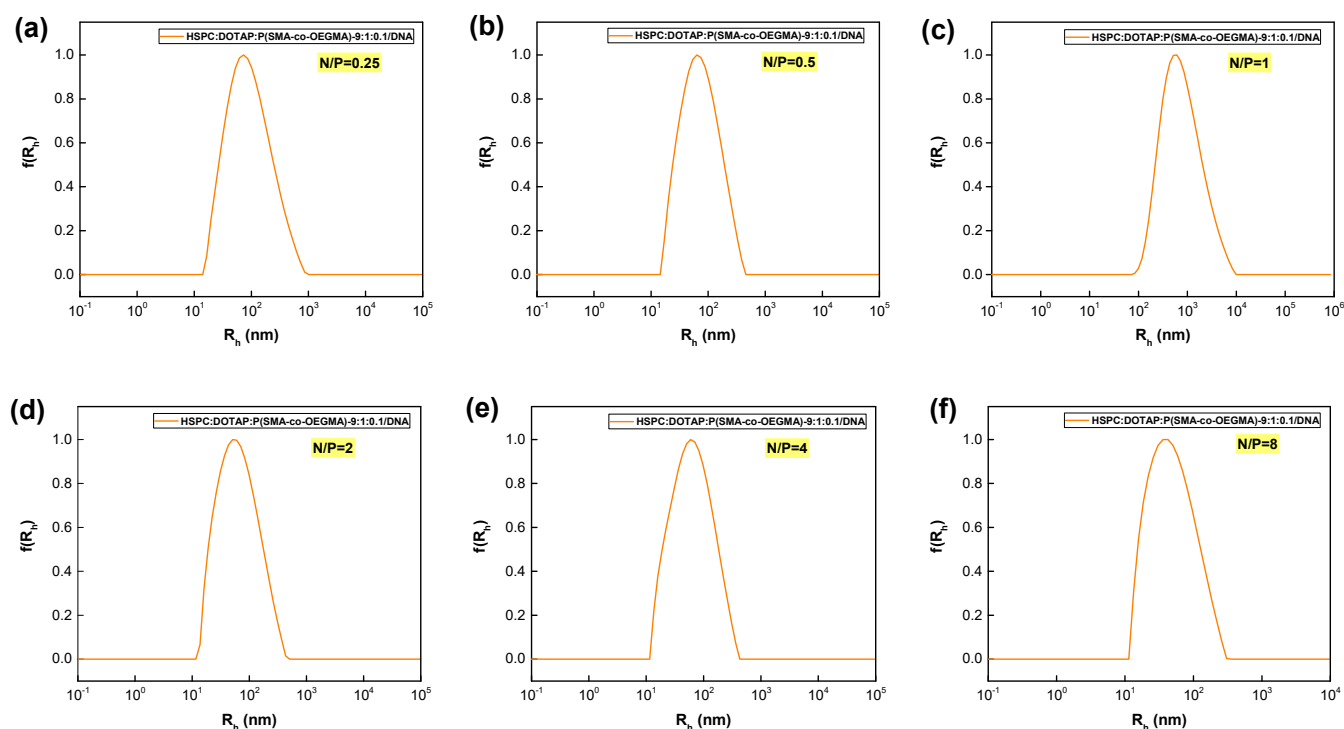 (a)
HSPC:DOTAP:P(SMA-co-OEGMA)-9:1:0.1/DNA
N/P=0.25
1.0
0.8
0.6
0.4
0.2
0.0
f(Rₕ)
10⁻¹ 10⁰ 10¹ 10² 10³ 10⁴ 10⁵
Rₕ (nm)
(b)
HSPC:DOTAP:P(SMA-co-OEGMA)-9:1:0.1/DNA
N/P=0.5
1.0
0.8
0.6
0.4
0.2
0.0
f(Rₕ)
10⁻¹ 10⁰ 10¹ 10² 10³ 10⁴ 10⁵
Rₕ (nm)
(c)
HSPC:DOTAP:P(SMA-co-OEGMA)-9:1:0.1/DNA
N/P=1
1.0
0.8
0.6
0.4
0.2
0.0
f(Rₕ)
10⁻¹ 10⁰ 10¹ 10² 10³ 10⁴ 10⁵ 10⁶
Rₕ (nm)
(d)
HSPC:DOTAP:P(SMA-co-OEGMA)-9:1:0.1/DNA
N/P=2
1.0
0.8
0.6
0.4
0.2
0.0
f(Rₕ)
10⁻¹ 10⁰ 10¹ 10² 10³ 10⁴ 10⁵
Rₕ (nm)
(e)
HSPC:DOTAP:P(SMA-co-OEGMA)-9:1:0.1/DNA
N/P=4
1.0
0.8
0.6
0.4
0.2
0.0
f(Rₕ)
10⁻¹ 10⁰ 10¹ 10² 10³ 10⁴ 10⁵
Rₕ (nm)
(f)
HSPC:DOTAP:P(SMA-co-OEGMA)-9:1:0.1/DNA
N/P=8
1.0
0.8
0.6
0.4
0.2
0.0
f(Rₕ)
10⁻¹ 10⁰ 10¹ 10² 10³ 10⁴
Rₕ (nm)